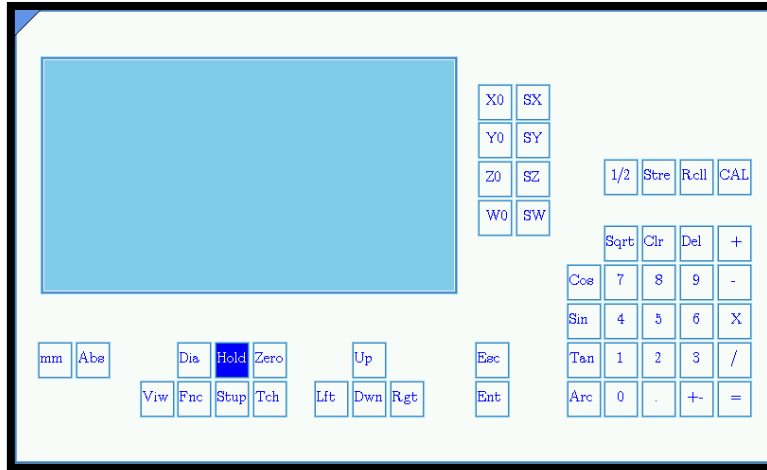 X0 SX
Y0 SY
Z0 SZ
W0 SW
1/2 Stre Rcll CAL
Sqrt Clr Del +
Cos 7 8 9 -
Sin 4 5 6 X
Tan 1 2 3 /
Arc 0 . +- =
mm Abs Dia Hold Zero Up Esc
Viw Fnc Stup Tch Lft Dwn Rgt Ent